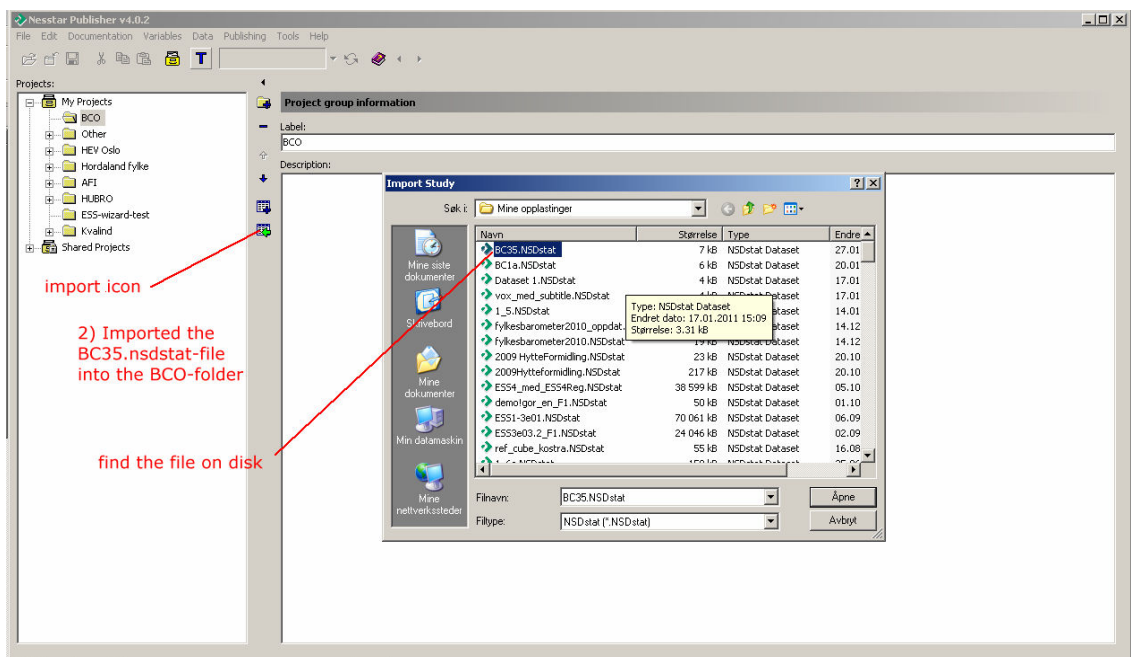 Nesstar Publisher v4.0.2
File Edit Documentation Variables Data Publishing Tools Help
T
Projects:
My Projects
BCO
Other
HEV Oslo
Hordaland fylke
AFI
HUBRO
ESS-wizard-test
Kvalind
Shared Projects
import icon
2) Imported the
BC35.nsdstat-file
into the BCO-folder
find the file on disk
Project group information
Label:
BCO
Description:
Import Study
Søk i: Mine opplastinger
Mine siste
dokumenter
Skrivebord
Mine
dokumenter
Min datamaskin
Mine
nettverkssteder
Navn Størrelse Type Endre
BC35.NSDstat 7 kB NSDstat Dataset 27.01
BC1a.NSDstat 6 kB NSDstat Dataset 20.01
Dataset 1.NSDstat 4 kB NSDstat Dataset 17.01
vox_med_subtitle.NSDstat 4 kB NSDstat Dataset 17.01
1_5.NSDstat Dataset 14.01
fylkesbarometer2010_oppdat. Dataset 14.12
fylkesbarometer2010.NSDstat 19 kB NSDstat Dataset 14.12
2009 HytteFormidling.NSDstat 23 kB NSDstat Dataset 20.10
2009Hytteformidling.NSDstat 217 kB NSDstat Dataset 20.10
ESS4_med_ESS4Reg.NSDstat 38 599 kB NSDstat Dataset 05.10
demo!gor_en_F1.NSDstat 50 kB NSDstat Dataset 01.10
ESS1-3e01.NSDstat 70 061 kB NSDstat Dataset 06.09
ESS3e03.2_F1.NSDstat 24 046 kB NSDstat Dataset 02.09
ref_cube_kostra.NSDstat 55 kB NSDstat Dataset 16.08
Type: NSDstat Dataset
Endret dato: 17.01.2011 15:09
Størrelse: 3.31 kB
Filnavn: BC35.NSDstat Åpne
Filtype: NSDstat (*.NSDstat) Avbryt